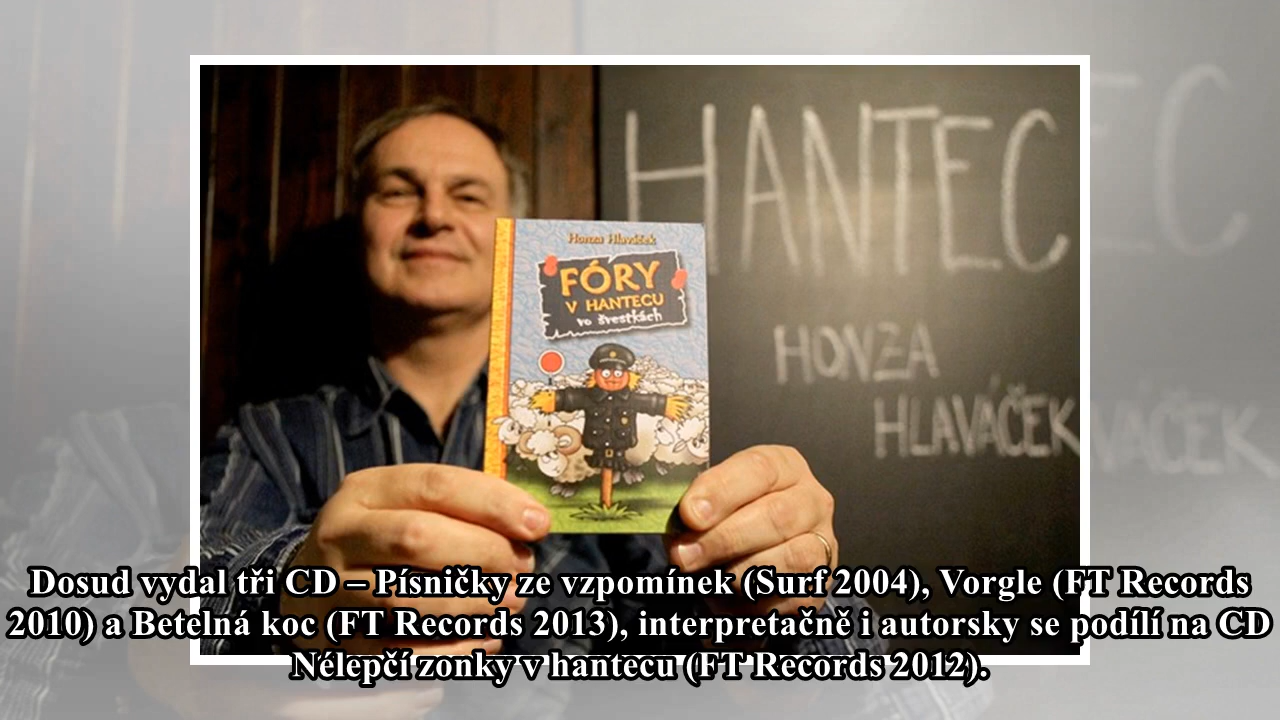 HANTEC
HONZA
HLAVÁČEK
Honza Hlaváček
FÓRY
V HANTECU
vo švestkách
Dosud vydal tři CD – Písničky ze vzpomínek (Surf 2004), Vorgle (FT Records
2010) a Betelná koc (FT Records 2013), interpretačně i autorsky se podílí na CD
Nélepčí zonky v hantecu (FT Records 2012).